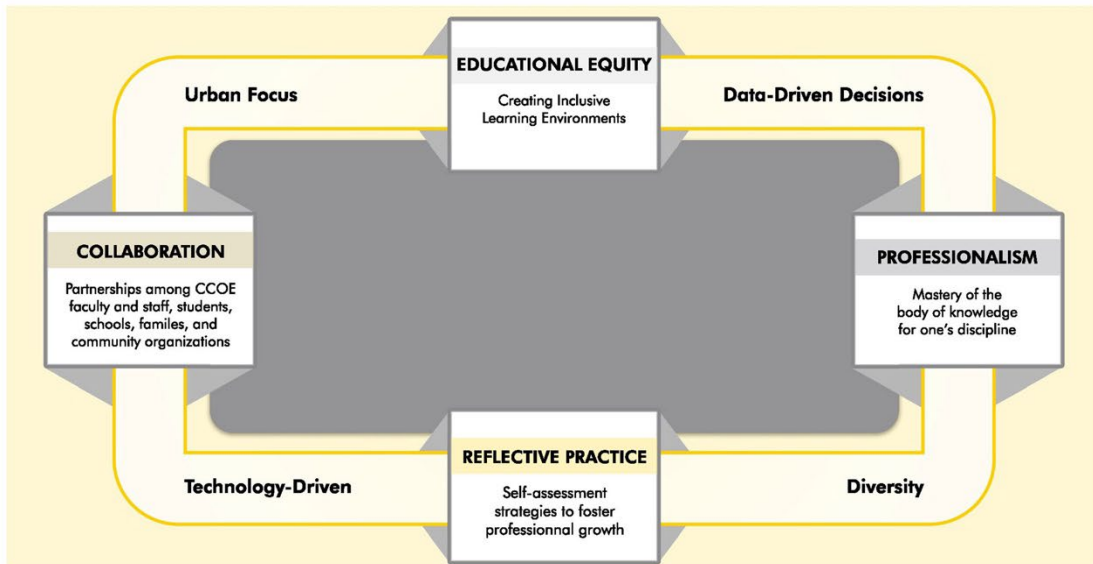 EDUCATIONAL EQUITY
Creating Inclusive
Learning Environments
Urban Focus
Data-Driven Decisions
COLLABORATION
Partnerships among CCOE
faculty and staff, students,
schools, familes, and
community organizations
PROFESSIONALISM
Mastery of the
body of knowledge
for one's discipline
REFLECTIVE PRACTICE
Self-assessment
strategies to foster
professionnal growth
Technology-Driven
Diversity